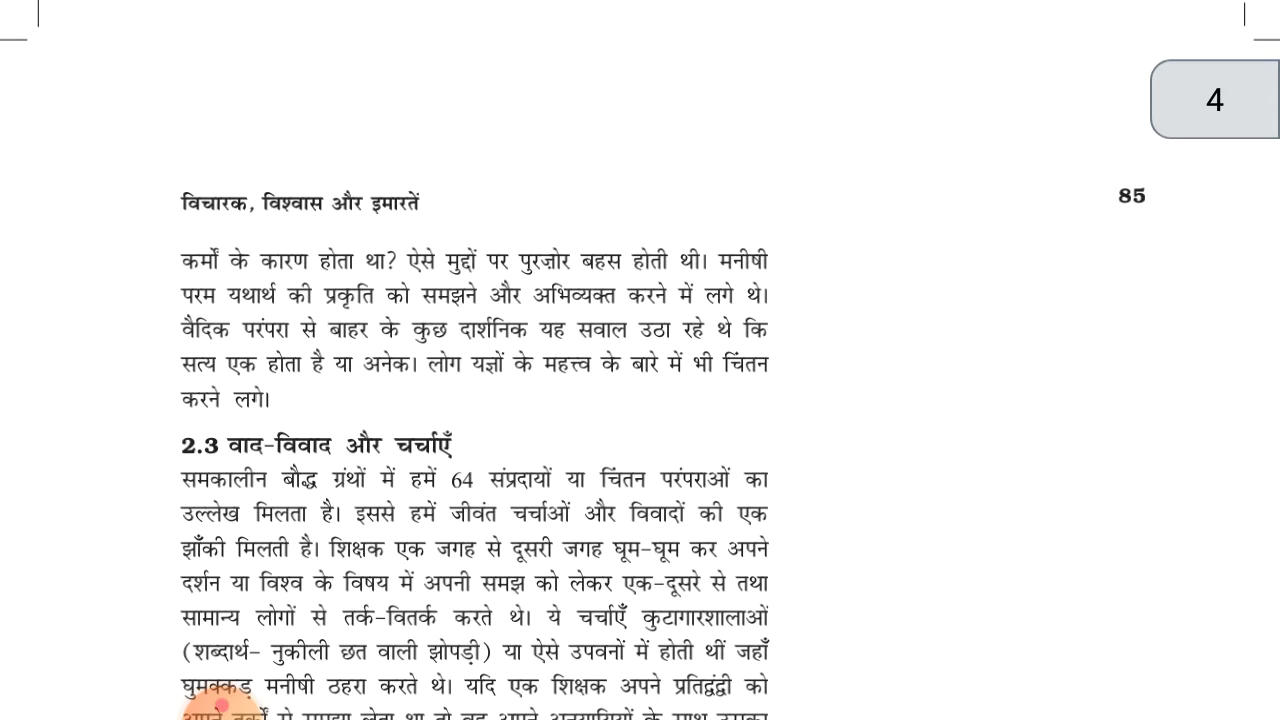 4
विचारक, विश्वास और इमारतें
85
कर्मों के कारण होता था? ऐसे मुद्दों पर पुरज़ोर बहस होती थी। मनीषी
परम यथार्थ की प्रकृति को समझने और अभिव्यक्त करने में लगे थे।
वैदिक परंपरा से बाहर के कुछ दार्शनिक यह सवाल उठा रहे थे कि
सत्य एक होता है या अनेक। लोग यज्ञों के महत्त्व के बारे में भी चिंतन
करने लगे।
2.3 वाद-विवाद और चर्चाएँ
समकालीन बौद्ध ग्रंथों में हमें 64 संप्रदायों या चिंतन परंपराओं का
उल्लेख मिलता है। इससे हमें जीवंत चर्चाओं और विवादों की एक
झाँकी मिलती है। शिक्षक एक जगह से दूसरी जगह घूम-घूम कर अपने
दर्शन या विश्व के विषय में अपनी समझ को लेकर एक-दूसरे से तथा
सामान्य लोगों से तर्क-वितर्क करते थे। ये चर्चाएँ कुटागारशालाओं
(शब्दार्थ- नुकीली छत वाली झोपड़ी) या ऐसे उपवनों में होती थीं जहाँ
घुमक्कड़ मनीषी ठहरा करते थे। यदि एक शिक्षक अपने प्रतिद्वंद्वी को